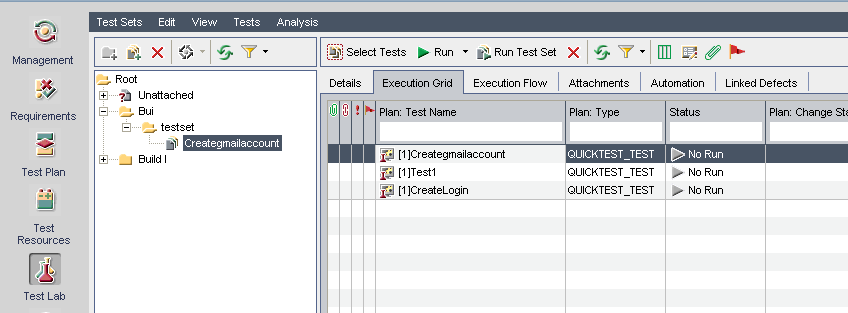 Test Sets Edit View Tests Analysis
Management
Requirements
Test Plan
Test
Resources
Test Lab
Root
Unattached
Bui
testset
Creategmailaccount
Build I
Select Tests Run Run Test Set
Details Execution Grid Execution Flow Attachments Automation Linked Defects
Plan: Test Name Plan: Type Status Plan: Change Sta
[1]Creategmailaccount QUICKTEST_TEST No Run
[1]Test1 QUICKTEST_TEST No Run
[1]CreateLogin QUICKTEST_TEST No Run